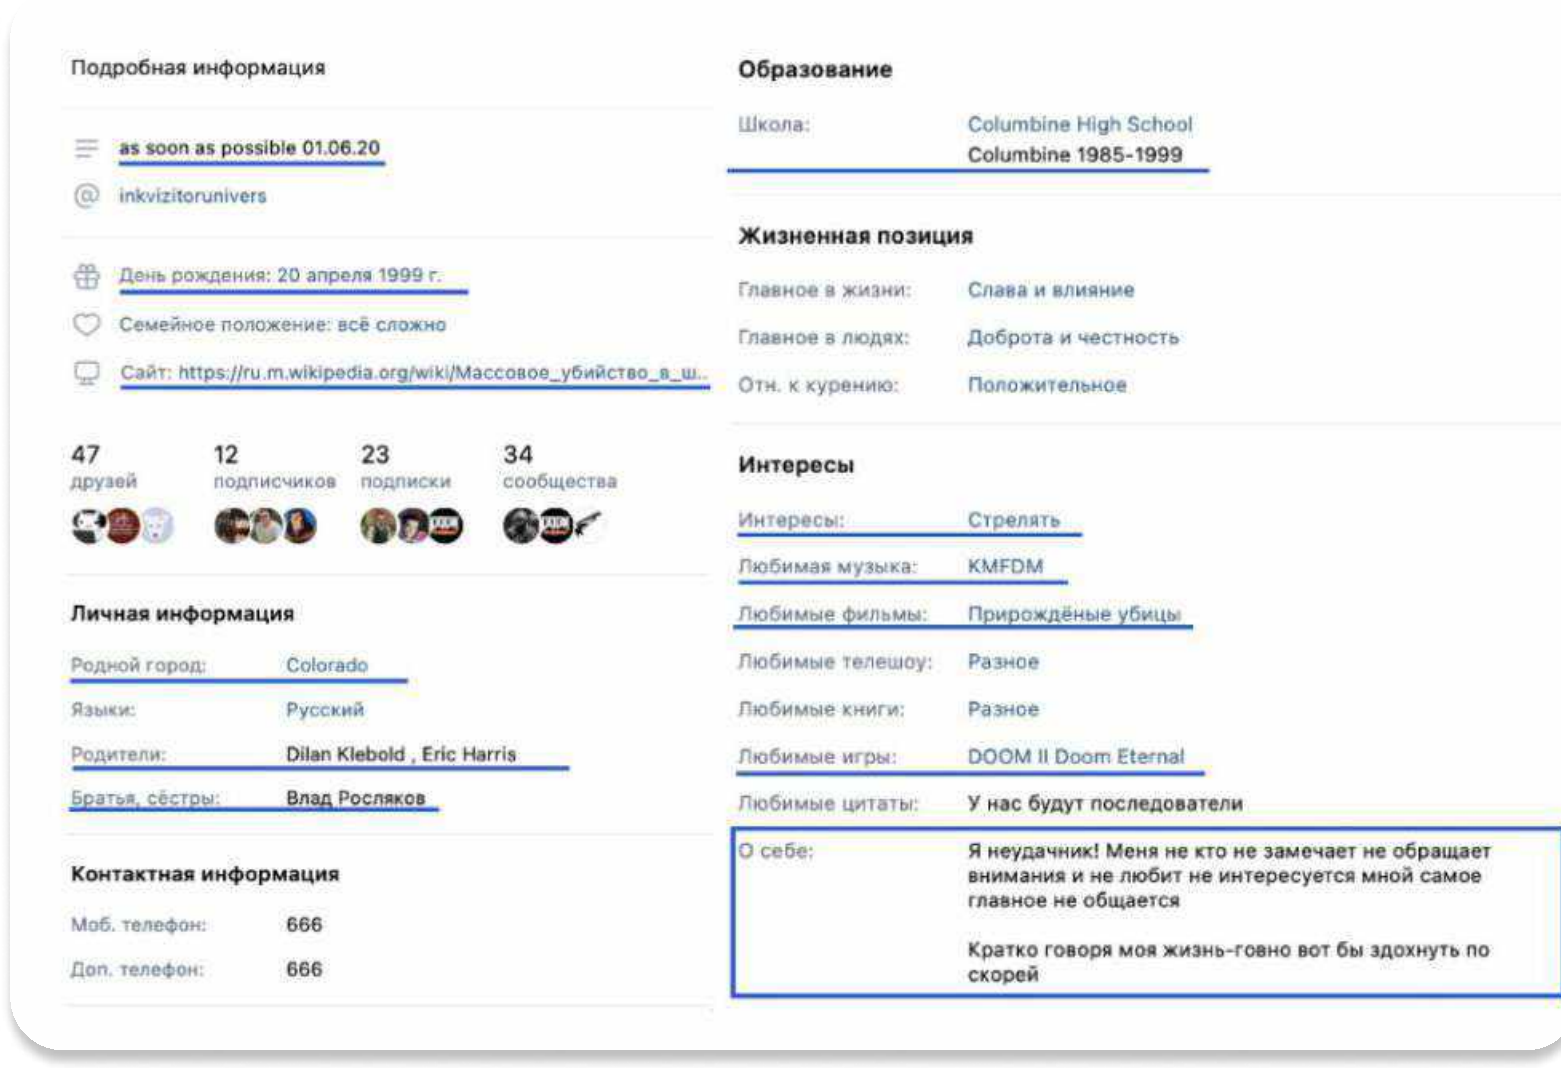 Подробная информация
as soon as possible 01.06.20
inkvizitorunivers
День рождения: 20 апреля 1999 г.
Семейное положение: всё сложно
Сайт: https://ru.m.wikipedia.org/wiki/Массовое_убийство_в_ш..
47 12 23 34
друзей подписчиков подписки сообщества
Личная информация
Родной город: Colorado
Языки: Русский
Родители: Dilan Klebold , Eric Harris
Братья, сёстры: Влад Росляков
Контактная информация
Моб. телефон: 666
Доп. телефон: 666
Образование
Школа: Columbine High School
Columbine 1985-1999
Жизненная позиция
Главное в жизни: Слава и влияние
Главное в людях: Доброта и честность
Отн. к курению: Положительное
Интересы
Интересы: Стрелять
Любимая музыка: KMFDM
Любимые фильмы: Прирождёные убицы
Любимые телешоу: Разное
Любимые книги: Разное
Любимые игры: DOOM II Doom Eternal
Любимые цитаты: У нас будут последователи
О себе: Я неудачник! Меня не кто не замечает не обращает
внимания и не любит не интересуется мной самое
главное не общается
Кратко говоря моя жизнь-говно вот бы здохнуть по
скорей